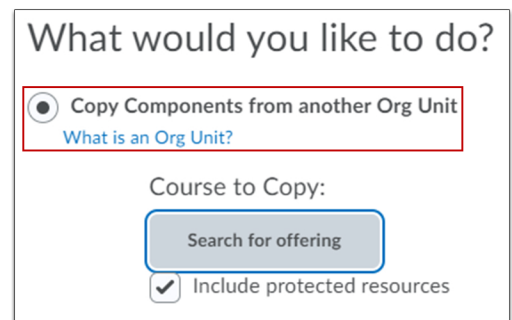 What would you like to do?
Copy Components from another Org Unit
What is an Org Unit?
Course to Copy:
Search for offering
Include protected resources